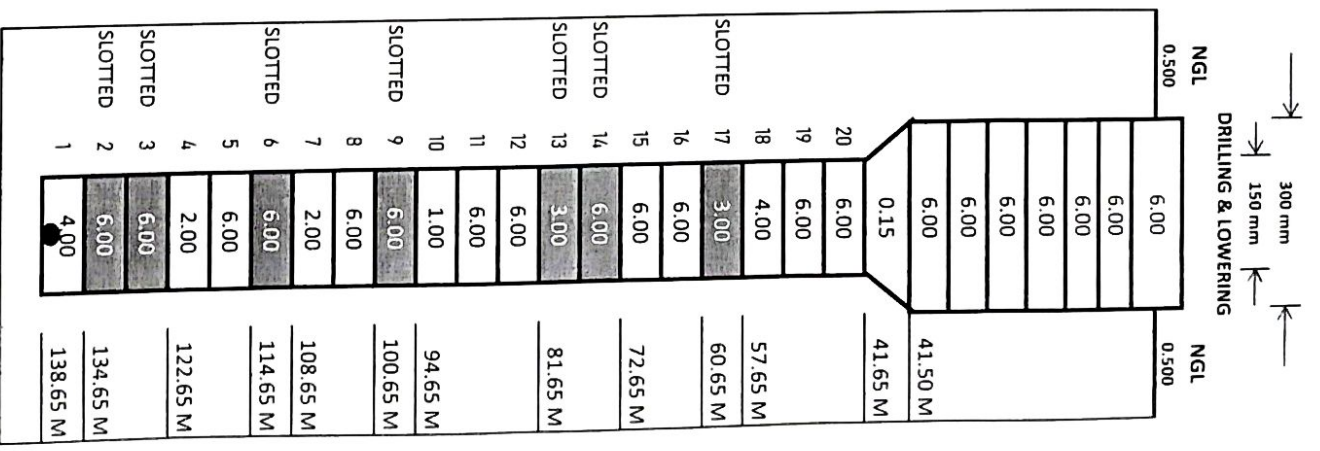 300 mm
150 mm
DRILLING & LOWERING
NGL NGL
0.500 0.500
6.00
6.00
6.00
6.00
6.00
6.00
6.00 41.50 M
0.15 41.65 M
20 6.00
19 6.00
18 4.00 57.65 M
SLOTTED 17 3.00 60.65 M
16 6.00
15 6.00 72.65 M
SLOTTED 14 6.00
SLOTTED 13 3.00 81.65 M
12 6.00
11 6.00
10 1.00 94.65 M
SLOTTED 9 6.00 100.65 M
8 6.00
7 2.00 108.65 M
SLOTTED 6 6.00 114.65 M
5 6.00
4 2.00 122.65 M
SLOTTED 3 6.00
SLOTTED 2 6.00 134.65 M
1 4.00 138.65 M